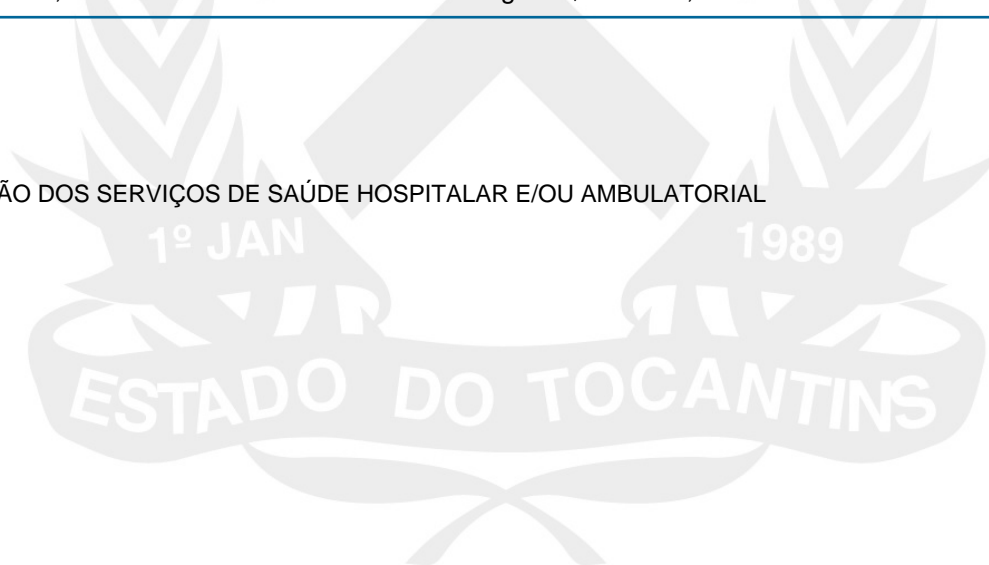 ÃO DOS SERVIÇOS DE SAÚDE HOSPITALAR E/OU AMBULATORIAL
1º JAN 1989
ESTADO DO TOCANTINS